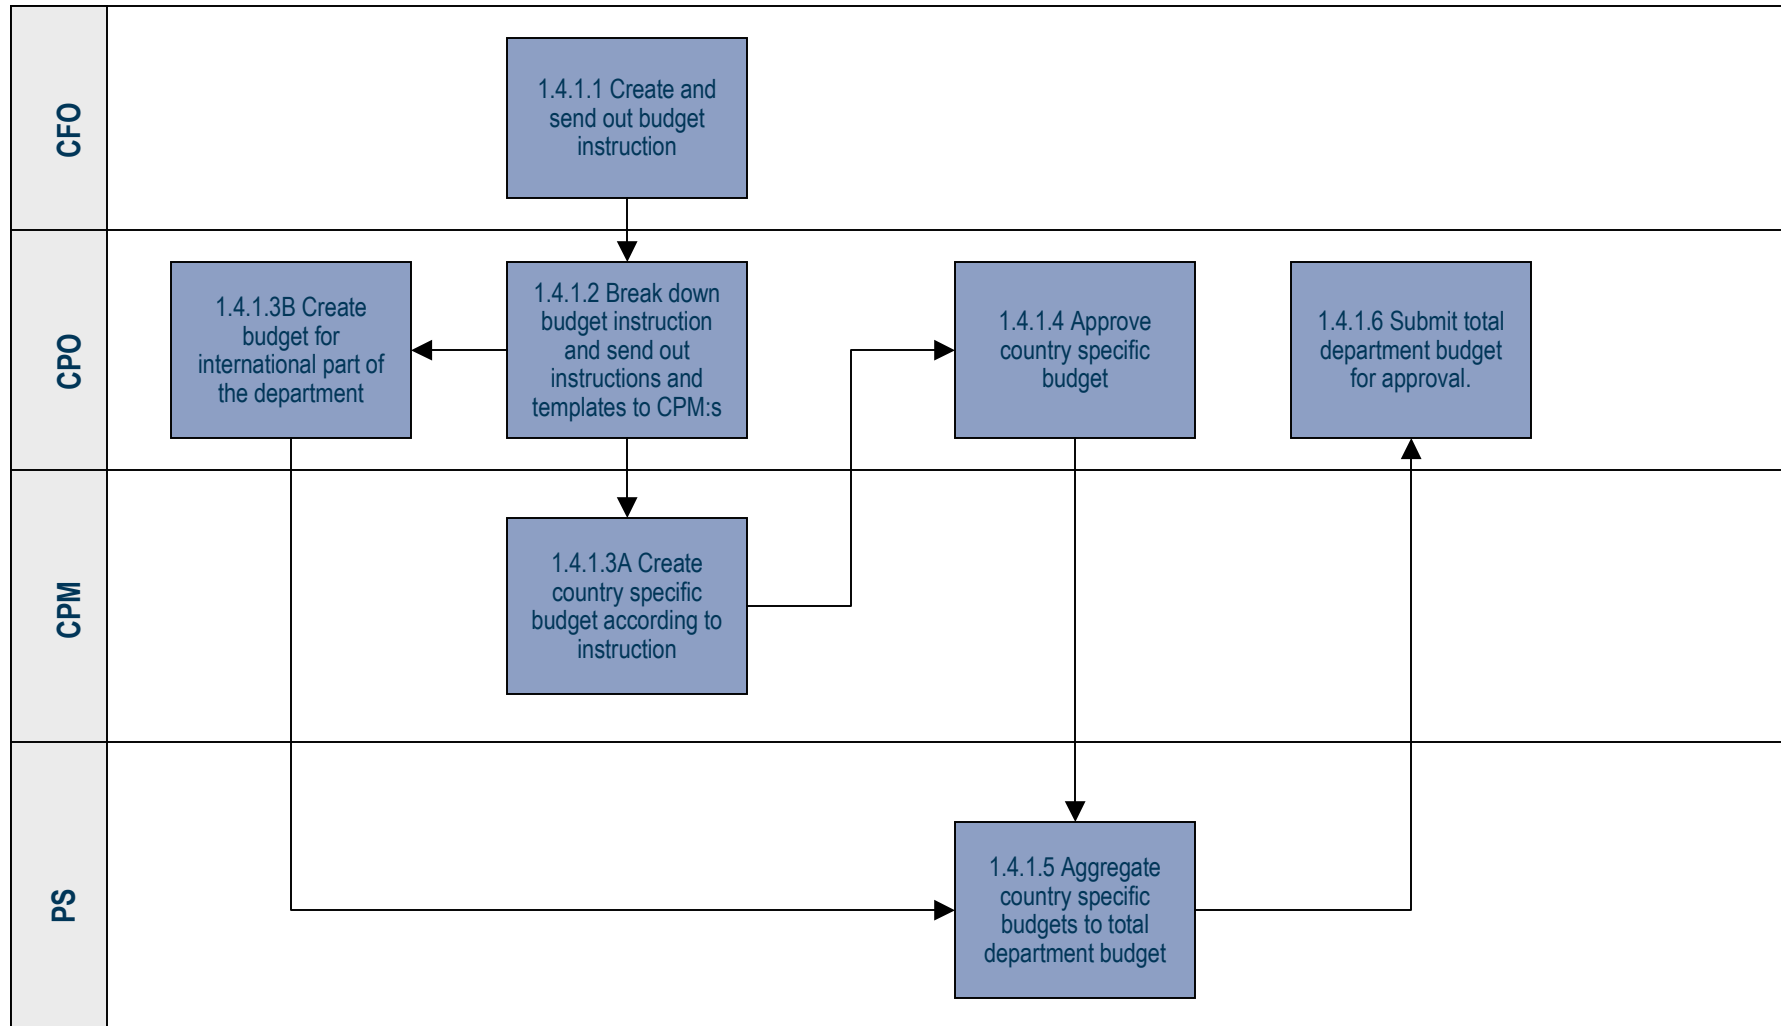 CFO
1.4.1.1 Create and
send out budget
instruction
CPO
1.4.1.3B Create
budget for
international part of
the department
1.4.1.2 Break down
budget instruction
and send out
instructions and
templates to CPM:s
1.4.1.4 Approve
country specific
budget
1.4.1.6 Submit total
department budget
for approval.
CPM
1.4.1.3A Create
country specific
budget according to
instruction
PS
1.4.1.5 Aggregate
country specific
budgets to total
department budget